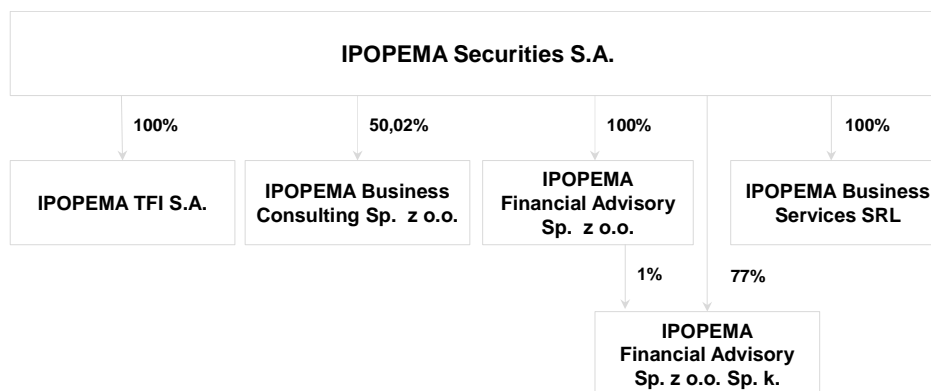 IPOPEMA Securities S.A.
100%
50,02%
100%
100%
IPOPEMA TFI S.A.
IPOPEMA Business
Consulting Sp. z o.o.
IPOPEMA
Financial Advisory
Sp. z o.o.
IPOPEMA Business
Services SRL
1%
77%
IPOPEMA
Financial Advisory
Sp. z o.o. Sp. k.